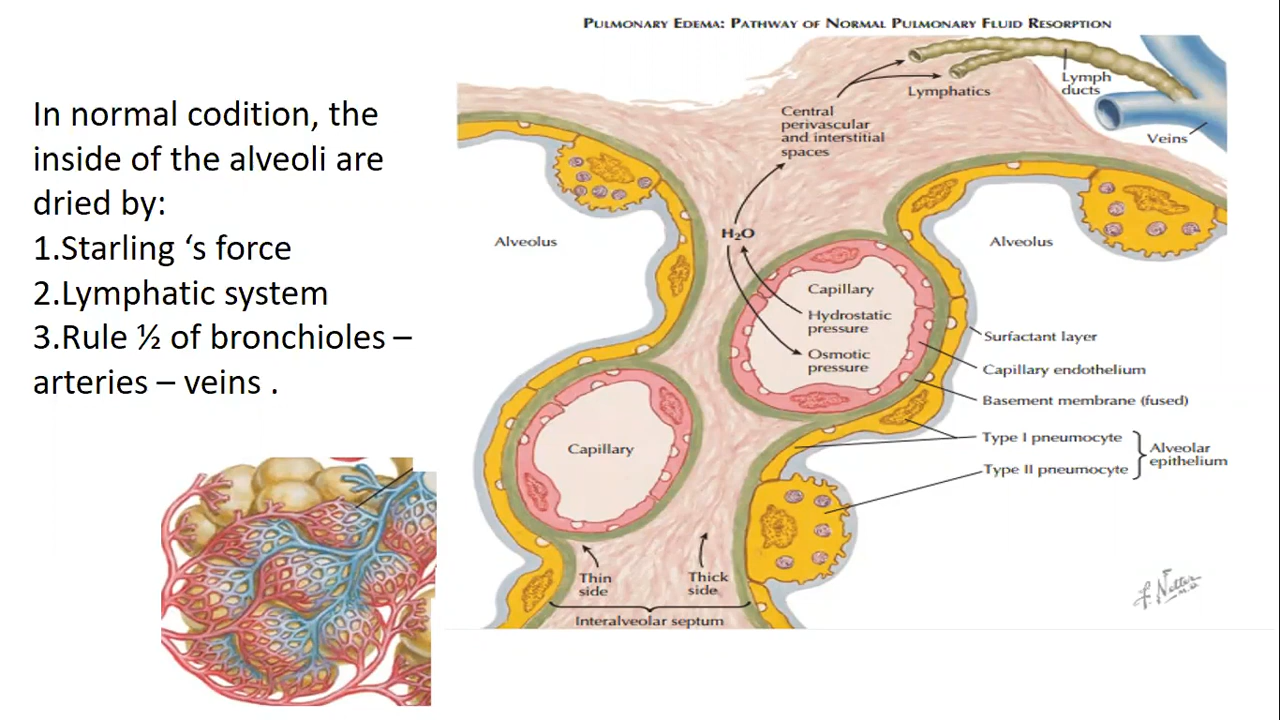 PULMONARY EDEMA: PATHWAY OF NORMAL PULMONARY FLUID RESORPTION
In normal codition, the
inside of the alveoli are
dried by:
1.Starling ‘s force
2.Lymphatic system
3.Rule ½ of bronchioles –
arteries – veins .
Lymph
ducts
Lymphatics
Veins
Central
perivascular
and interstitial
spaces
H₂O
Alveolus
Alveolus
Capillary
Hydrostatic
pressure
Osmotic
pressure
Surfactant layer
Capillary endothelium
Basement membrane (fused)
Type I pneumocyte
Type II pneumocyte
Alveolar
epithelium
Capillary
Thin
side
Thick
side
Interalveolar septum
F. Netter
M.D.